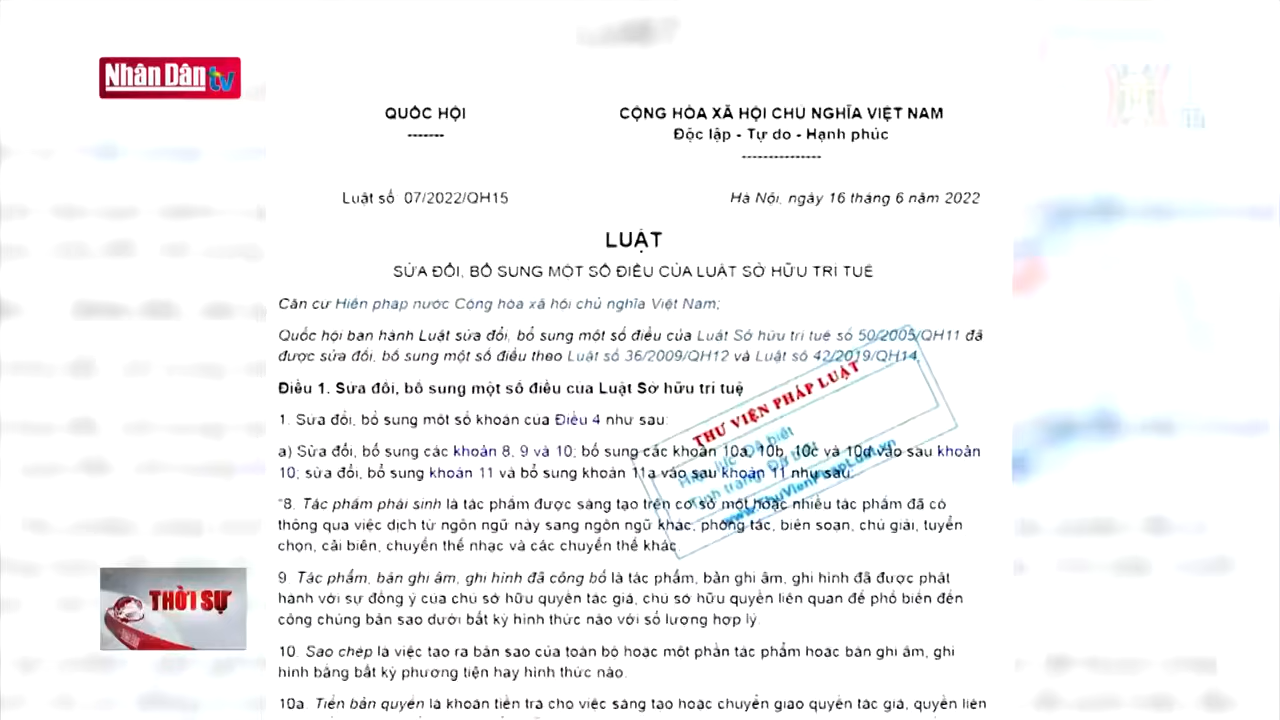 Nhân Dân tv
QUỐC HỘI
-------
CỘNG HÒA XÃ HỘI CHỦ NGHĨA VIỆT NAM
Độc lập - Tự do - Hạnh phúc
---------------
Luật số 07/2022/QH15
Hà Nội, ngày 16 tháng 6 năm 2022
LUẬT
SỬA ĐỔI, BỔ SUNG MỘT SỐ ĐIỀU CỦA LUẬT SỞ HỮU TRÍ TUỆ
Căn cứ Hiến pháp nước Cộng hòa xã hội chủ nghĩa Việt Nam;
Quốc hội ban hành Luật sửa đổi, bổ sung một số điều của Luật Sở hữu trí tuệ số 50/2005/QH11 đã
được sửa đổi, bổ sung một số điều theo Luật số 36/2009/QH12 và Luật số 42/2019/QH14.
Điều 1. Sửa đổi, bổ sung một số điều của Luật Sở hữu trí tuệ
1. Sửa đổi, bổ sung một số khoản của Điều 4 như sau:
a) Sửa đổi, bổ sung các khoản 8, 9 và 10; bổ sung các khoản 10a, 10b, 10c và 10d vào sau khoản
10; sửa đổi, bổ sung khoản 11 và bổ sung khoản 11a vào sau khoản 11 như sau:
"8. Tác phẩm phái sinh là tác phẩm được sáng tạo trên cơ sở một hoặc nhiều tác phẩm đã có
thông qua việc dịch từ ngôn ngữ này sang ngôn ngữ khác, phóng tác, biên soạn, chú giải, tuyển
chọn, cải biên, chuyển thể nhạc và các chuyển thể khác.
9. Tác phẩm, bản ghi âm, ghi hình đã công bố là tác phẩm, bản ghi âm, ghi hình đã được phát
hành với sự đồng ý của chủ sở hữu quyền tác giả, chủ sở hữu quyền liên quan để phổ biến đến
công chúng bản sao dưới bất kỳ hình thức nào với số lượng hợp lý.
10. Sao chép là việc tạo ra bản sao của toàn bộ hoặc một phần tác phẩm hoặc bản ghi âm, ghi
hình bằng bất kỳ phương tiện hay hình thức nào.
10a. Tiền bản quyền là khoản tiền trả cho việc sáng tạo hoặc chuyển giao quyền tác giả, quyền liên
THƯ VIỆN PHÁP LUẬT
www.ThuVienPhapLuat.vn
THỜI SỰ